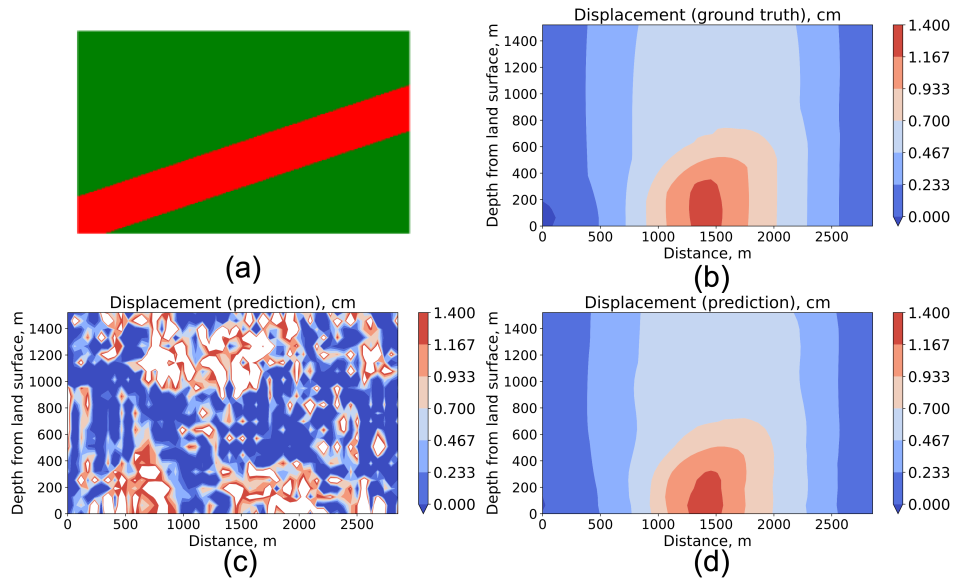 Displacement (ground truth), cm
Depth from land surface, m
1400
1200
1000
800
600
400
200
0
0 500 1000 1500 2000 2500
Distance, m
1.400
1.167
0.933
0.700
0.467
0.233
0.000
(a)
(b)
Displacement (prediction), cm
Depth from land surface, m
1400
1200
1000
800
600
400
200
0
0 500 1000 1500 2000 2500
Distance, m
1.400
1.167
0.933
0.700
0.467
0.233
0.000
(c)
Displacement (prediction), cm
Depth from land surface, m
1400
1200
1000
800
600
400
200
0
0 500 1000 1500 2000 2500
Distance, m
1.400
1.167
0.933
0.700
0.467
0.233
0.000
(d)